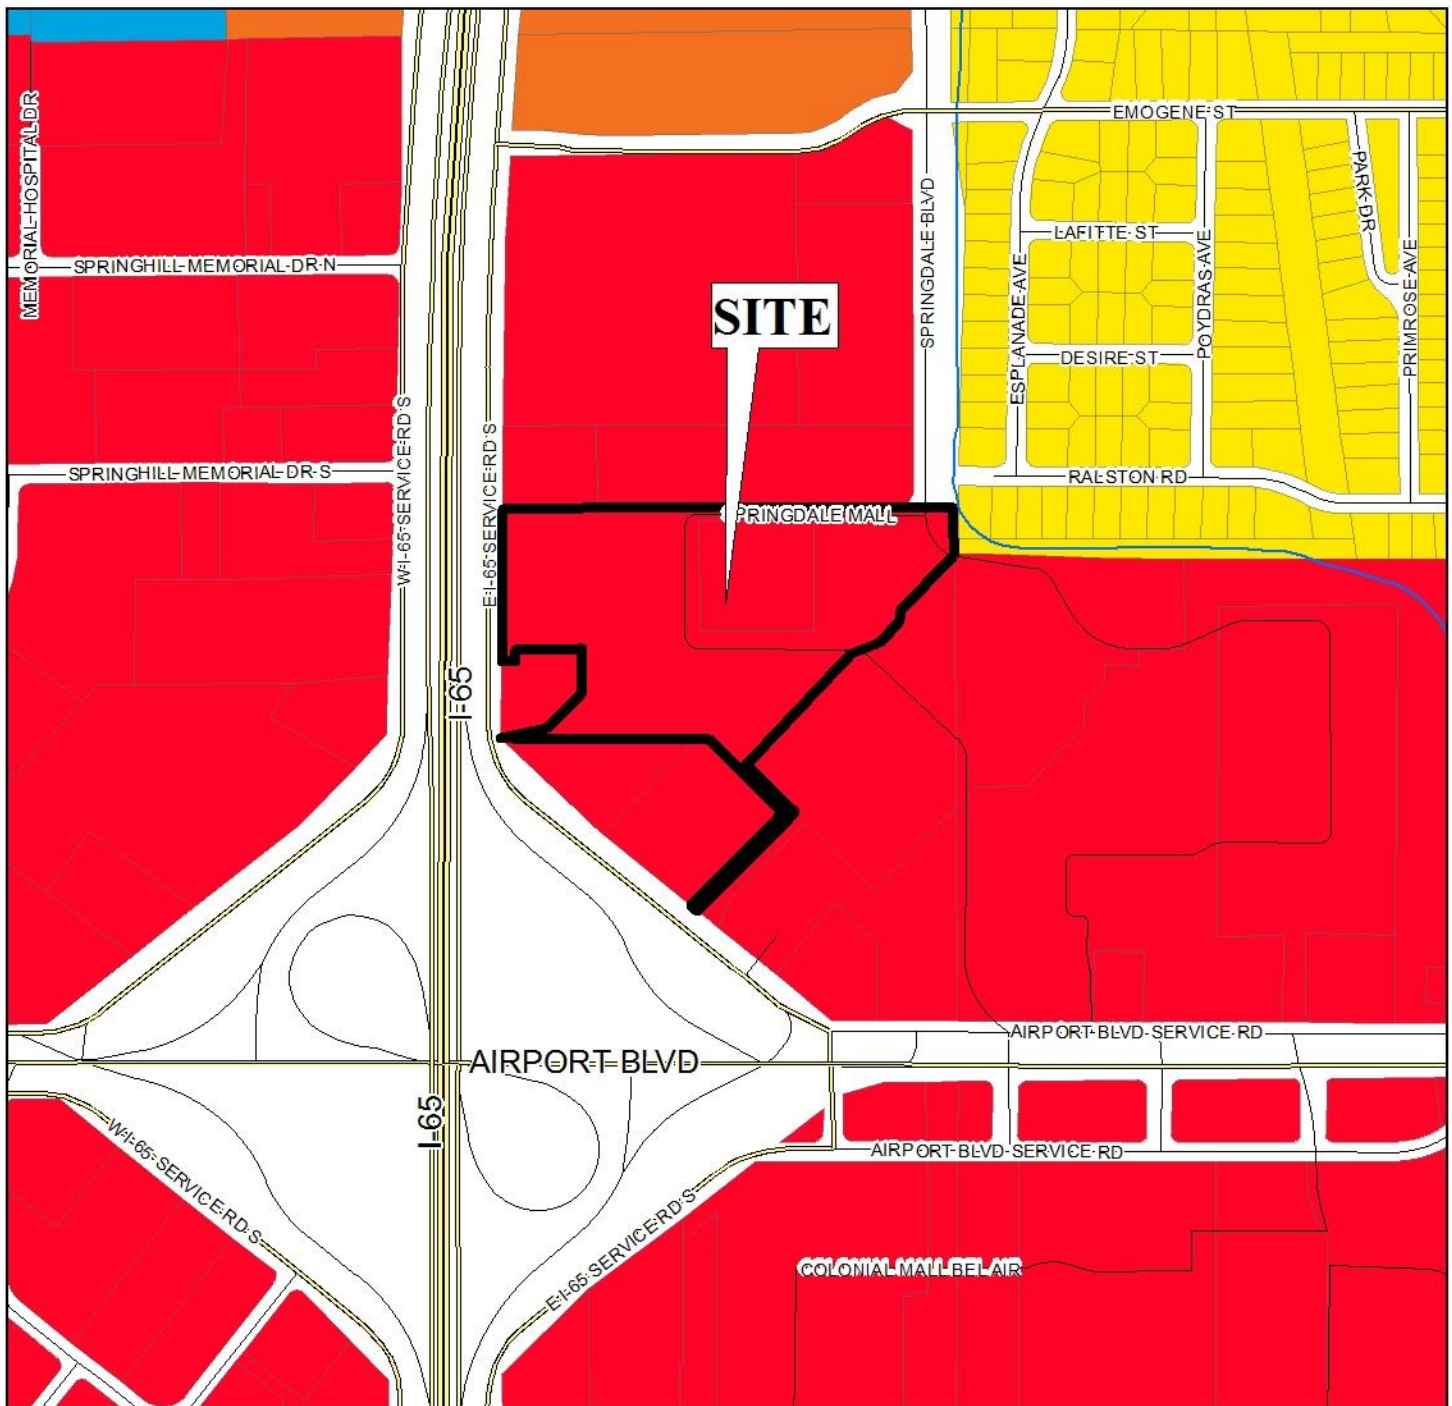 EMOGENE ST
MEMORIAL HOSPITAL DR
PARK DR
SPRINGDALE BLVD
LAFITTE ST
SPRINGHILL MEMORIAL DR N
ESPLANADE AVE
POYDRAS AVE
PRIMROSE AVE
SITE
DESIRE ST
W I-65 SERVICE RD S
E I-65 SERVICE RD S
SPRINGHILL MEMORIAL DR S
RALSTON RD
SPRINGDALE MALL
I-65
AIRPORT BLVD SERVICE RD
AIRPORT BLVD
I-65
W I-65 SERVICE RD S
AIRPORT BLVD SERVICE RD
E I-65 SERVICE RD S
COLONIAL MALL BEL AIR